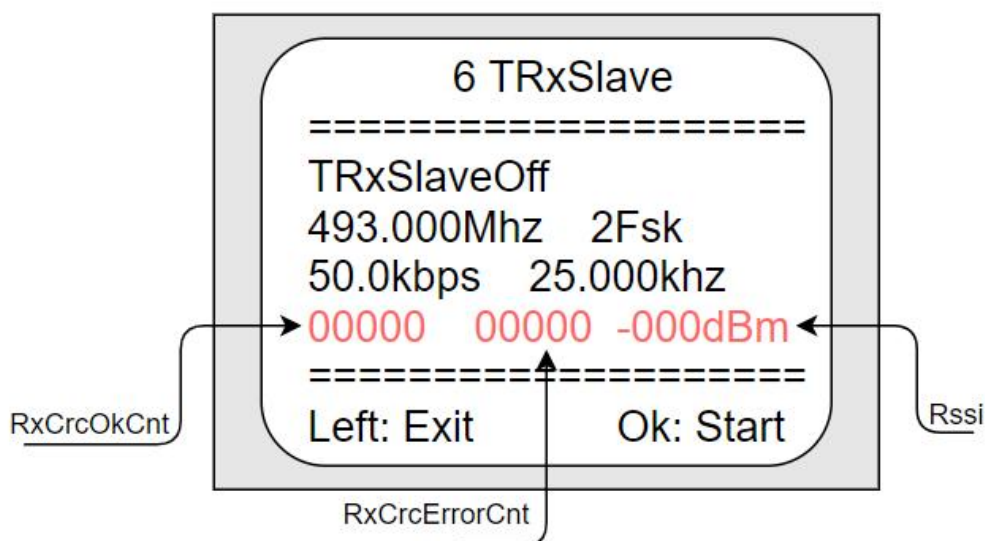 6 TRxSlave
====================
TRxSlaveOff
493.000Mhz 2Fsk
50.0kbps 25.000khz
00000 00000 -000dBm
====================
Left: Exit Ok: Start
RxCrcOkCnt
Rssi
RxCrcErrorCnt